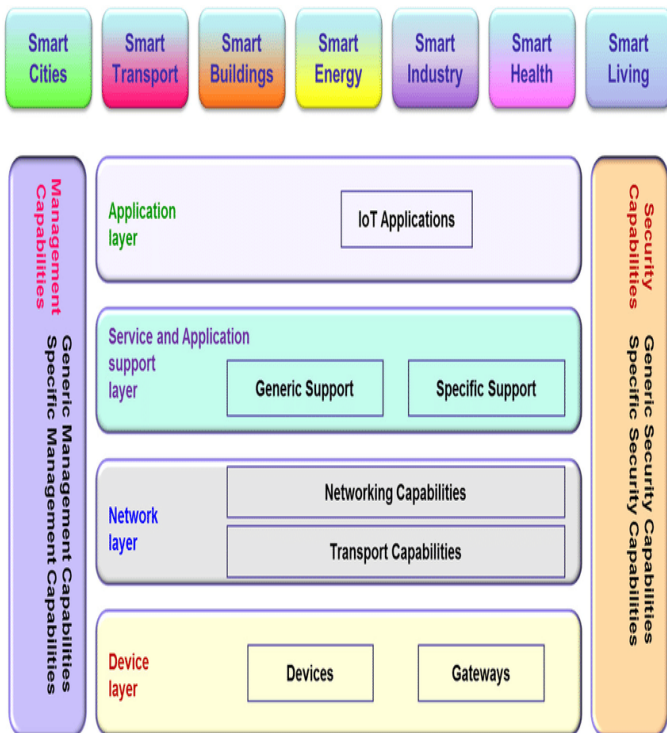 Smart
Cities
Smart
Transport
Smart
Buildings
Smart
Energy
Smart
Industry
Smart
Health
Smart
Living
Management
Capabilities
Generic Management Capabilities
Specific Management Capabilities
Application
layer
IoT Applications
Service and Application
support
layer
Generic Support
Specific Support
Network
layer
Networking Capabilities
Transport Capabilities
Device
layer
Devices
Gateways
Security
Capabilities
Generic Security Capabilities
Specific Security Capabilities